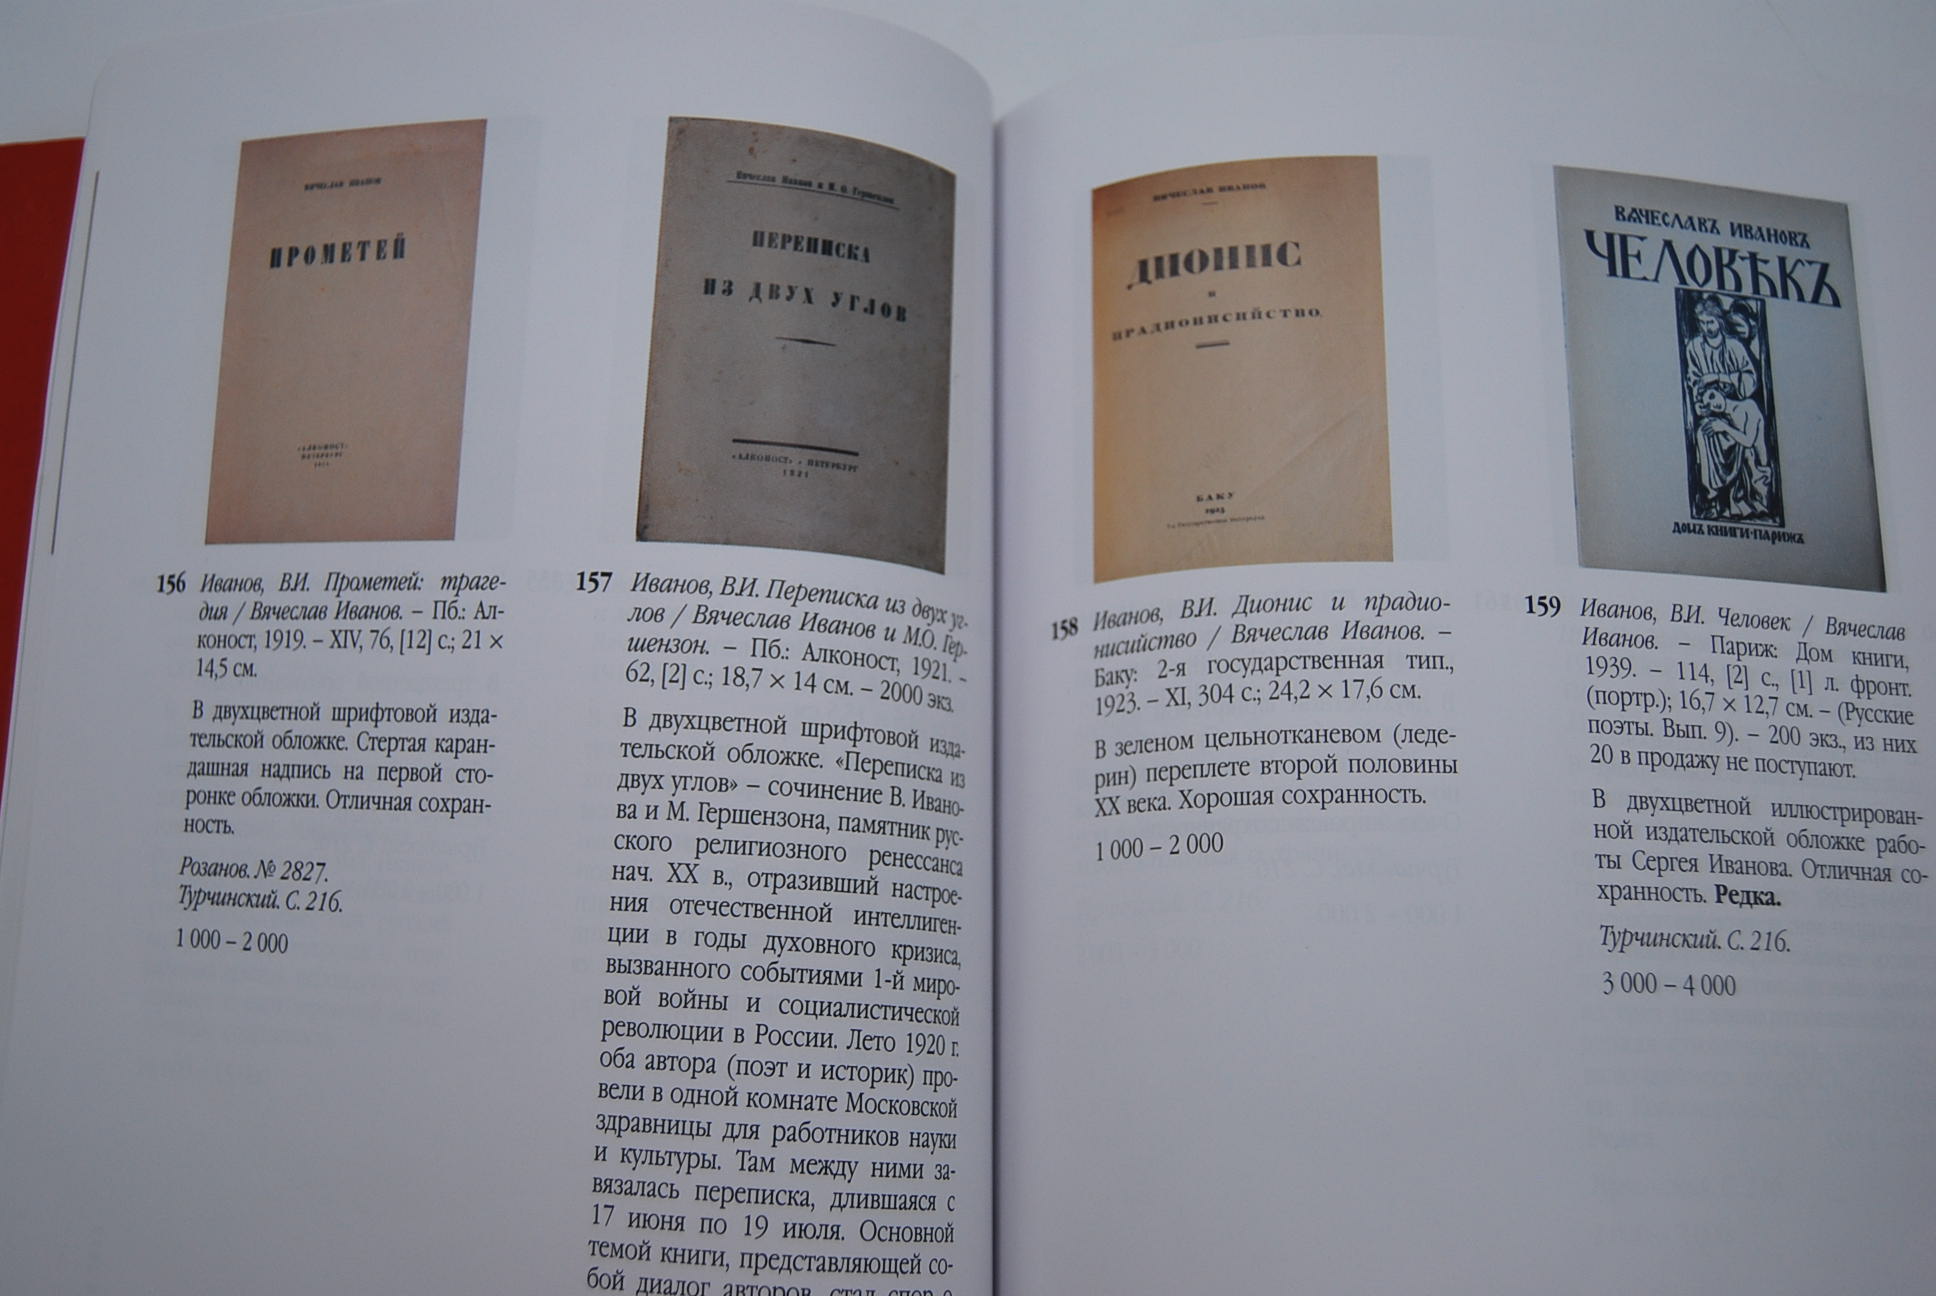 ВЯЧЕСЛАВ ИВАНОВ
ПРОМЕТЕЙ
«АЛКОНОСТ»
ПЕТЕРБУРГ
1919
156 Иванов, В.И. Прометей: траге-
дия / Вячеслав Иванов. – Пб.: Ал-
коност, 1919. – XIV, 76, [12] с.; 21 ×
14,5 см.
В двухцветной шрифтовой изда-
тельской обложке. Стертая каран-
дашная надпись на первой сто-
ронке обложки. Отличная сохран-
ность.
Розанов. № 2827.
Турчинский. С. 216.
1 000 – 2 000
Вячеслав Иванов и М. О. Гершензон
ПЕРЕПИСКА
ИЗ ДВУХ УГЛОВ
«АЛКОНОСТ» • ПЕТЕРБУРГ
1921
157 Иванов, В.И. Переписка из двух уг-
лов / Вячеслав Иванов и М.О. Гер-
шензон. – Пб.: Алконост, 1921. –
62, [2] с.; 18,7 × 14 см. – 2000 экз.
В двухцветной шрифтовой изда-
тельской обложке. «Переписка из
двух углов» – сочинение В. Ивано-
ва и М. Гершензона, памятник рус-
ского религиозного ренессанса
нач. XX в., отразивший настрое-
ния отечественной интеллиген-
ции в годы духовного кризиса,
вызванного событиями 1-й миро-
вой войны и социалистической
революции в России. Лето 1920 г.
оба автора (поэт и историк) про-
вели в одной комнате Московской
здравницы для работников науки
и культуры. Там между ними за-
вязалась переписка, длившаяся с
17 июня по 19 июля. Основной
темой книги, представляющей со-
бой диалог авторов, стал спор о
ВЯЧЕСЛАВ ИВАНОВ
ДИОНИС
и
ПРАДИОНИСИЙСТВО
БАКУ
1923
158 Иванов, В.И. Дионис и прадио-
нисийство / Вячеслав Иванов. –
Баку: 2-я государственная тип.,
1923. – XI, 304 с.; 24,2 × 17,6 см.
В зеленом цельнотканевом (леде-
рин) переплете второй половины
XX века. Хорошая сохранность.
1 000 – 2 000
ВЯЧЕСЛАВЪ ИВАНОВЪ
ЧЕЛОВѢКЪ
ДОМЪ КНИГИ·ПАРИЖЪ
159 Иванов, В.И. Человек / Вячеслав
Иванов. – Париж: Дом книги,
1939. – 114, [2] с., [1] л. фронт.
(портр.); 16,7 × 12,7 см. – (Русские
поэты. Вып. 9). – 200 экз., из них
20 в продажу не поступают.
В двухцветной иллюстрирован-
ной издательской обложке рабо-
ты Сергея Иванова. Отличная со-
хранность. Редка.
Турчинский. С. 216.
3 000 – 4 000